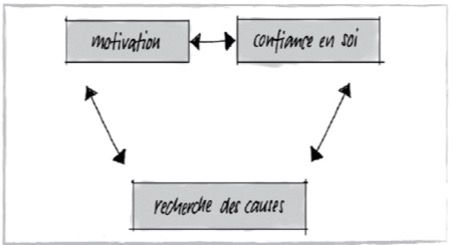 motivation
confiance en soi
recherche des causes